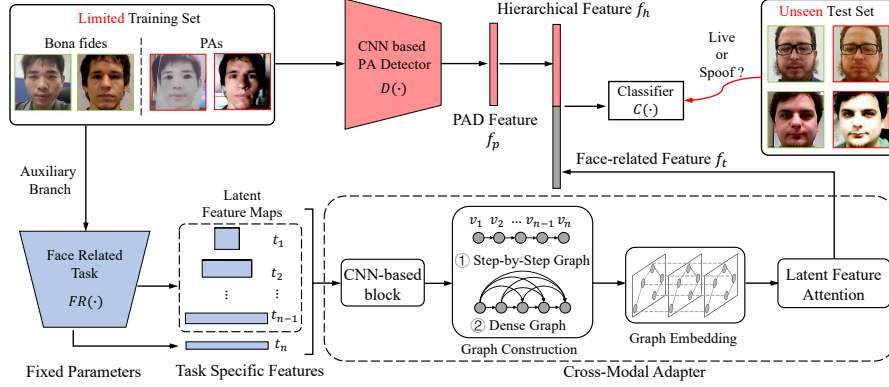 Limited Training Set
Bona fides
PAs
CNN based
PA Detector
D(·)
PAD Feature
f_p
Hierarchical Feature f_h
Classifier
C(·)
Live
or
Spoof ?
Unseen Test Set
Face-related Feature f_t
Auxiliary
Branch
Face Related
Task
FR(·)
Fixed Parameters
Latent
Feature Maps
t_1
t_2
⋮ ⋮
t_{n−1}
t_n
Task Specific Features
CNN-based
block
v_1 v_2 … v_{n−1} v_n
① Step-by-Step Graph
② Dense Graph
Graph Construction
Graph Embedding
Latent Feature
Attention
Cross-Modal Adapter